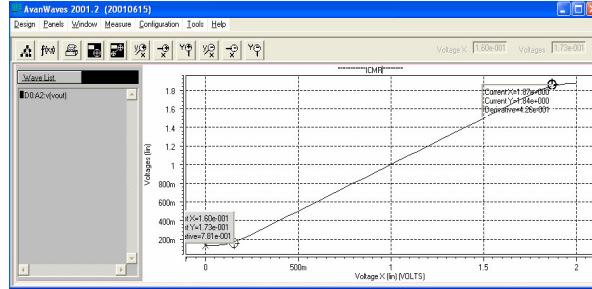 AvanWaves 2001.2 (20010615)
Design Panels Window Measure Configuration Tools Help
f(x) Voltage X 1.60e-001 Voltages 1.73e-001
Wave List
D0:A2:v(vout)
ICMR
Current X=1.87e+000
Current Y=1.84e+000
Derivative=4.26e-001
1.8
1.6
1.4
1.2
1
800m
600m
400m
200m
Voltages (lin)
nt X=1.60e-001
nt Y=1.73e-001
ative=7.81e-001
0 500m 1 1.5 2
Voltage X (lin) (VOLTS)